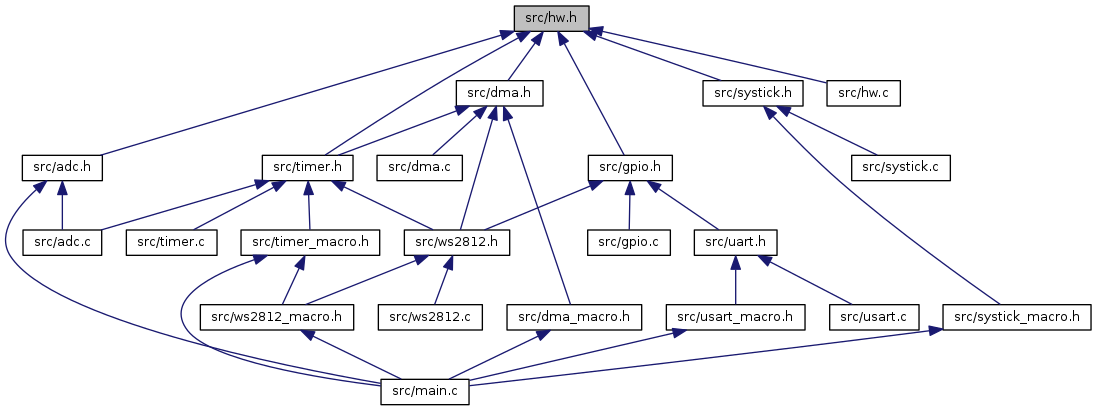 src/hw.h
src/dma.h
src/systick.h
src/hw.c
src/adc.h
src/timer.h
src/dma.c
src/gpio.h
src/systick.c
src/adc.c
src/timer.c
src/timer_macro.h
src/ws2812.h
src/gpio.c
src/uart.h
src/ws2812_macro.h
src/ws2812.c
src/dma_macro.h
src/usart_macro.h
src/usart.c
src/systick_macro.h
src/main.c